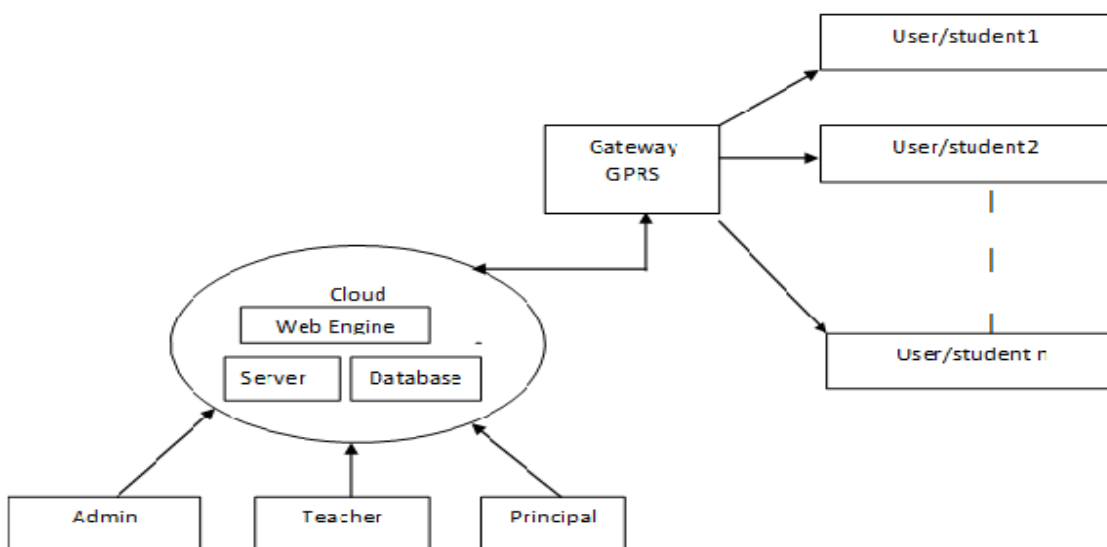 User/student1
Gateway
GPRS
User/student2
Cloud
Web Engine
User/student n
Server
Database
Admin
Teacher
Principal